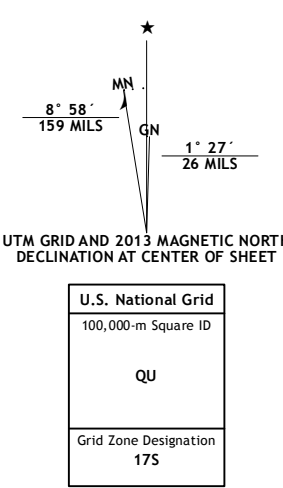 ★
MN
GN
8° 58´
159 MILS
1° 27´
26 MILS
UTM GRID AND 2013 MAGNETIC NORTH
DECLINATION AT CENTER OF SHEET
U.S. National Grid
100,000-m Square ID
QU
Grid Zone Designation
17S